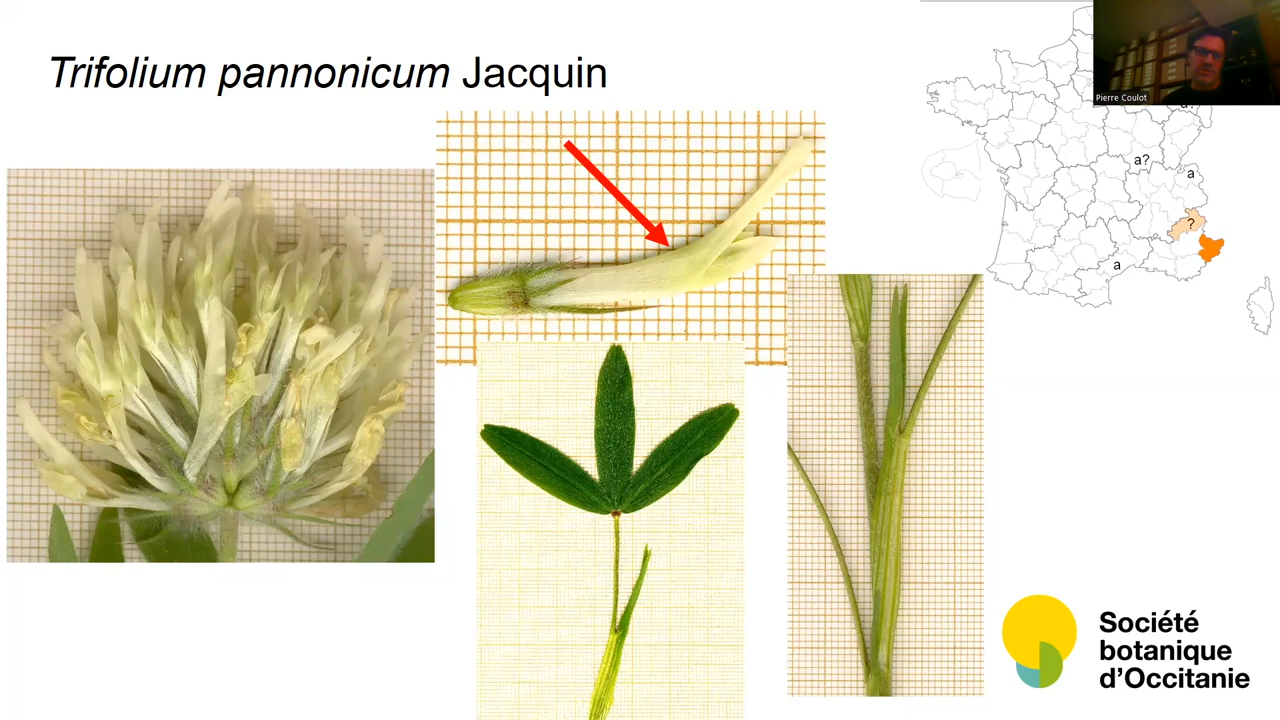 Trifolium pannonicum Jacquin
Pierre Coulot
a?
a?
a
?
a
Société
botanique
d'Occitanie